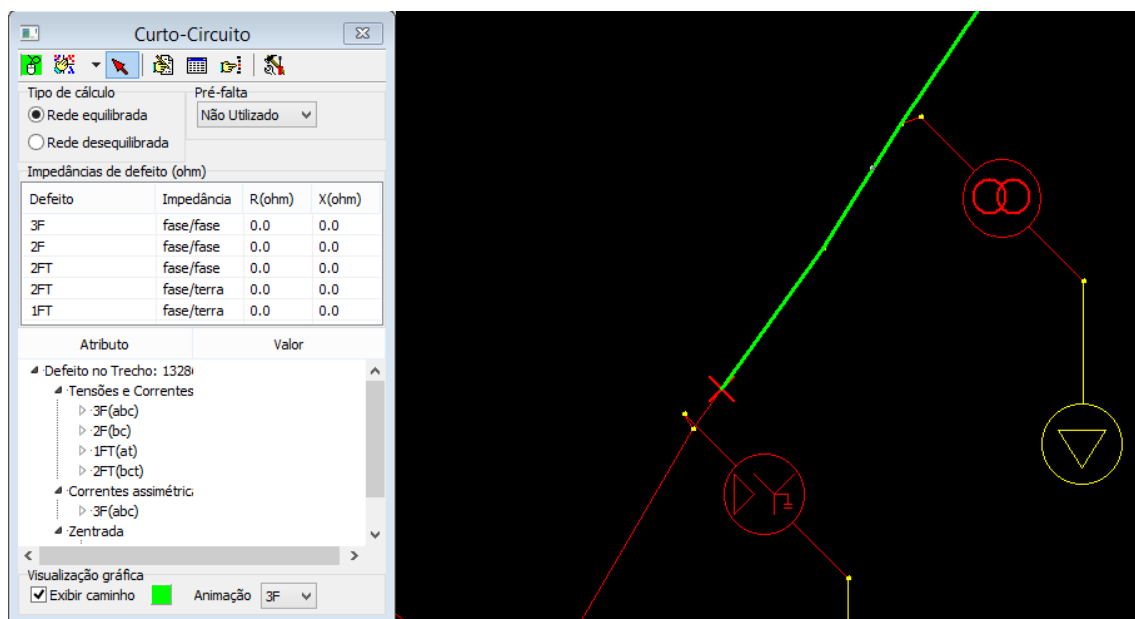 Curto-Circuito
Tipo de cálculo
Pré-falta
Rede equilibrada
Não Utilizado
Rede desequilibrada
Impedâncias de defeito (ohm)
Defeito Impedância R(ohm) X(ohm)
3F fase/fase 0.0 0.0
2F fase/fase 0.0 0.0
2FT fase/fase 0.0 0.0
2FT fase/terra 0.0 0.0
1FT fase/terra 0.0 0.0
Atributo Valor
Defeito no Trecho: 1328
Tensões e Correntes
3F(abc)
2F(bc)
1FT(at)
2FT(bct)
Correntes assimétric
3F(abc)
Zentrada
Visualização gráfica
Exibir caminho Animação 3F